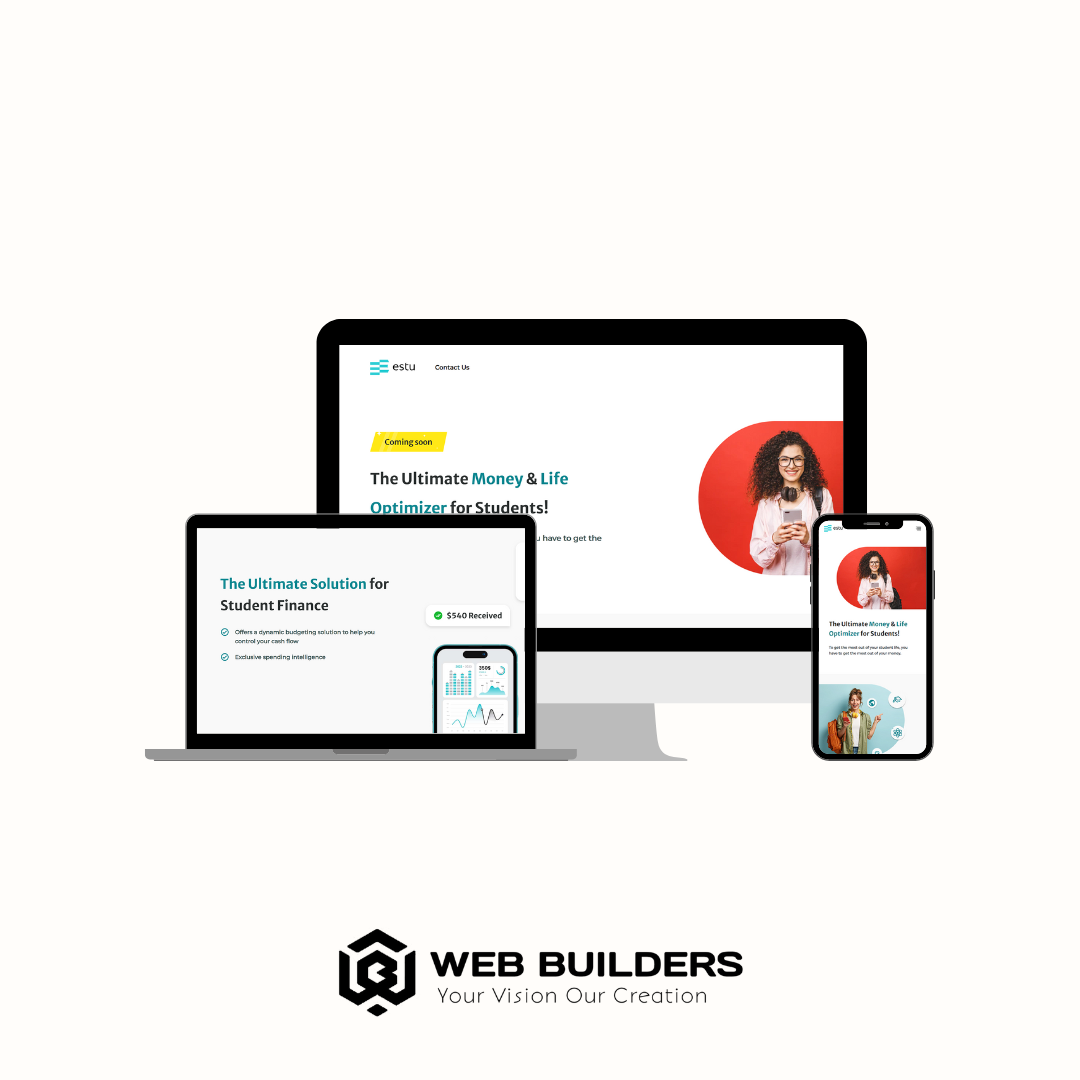 estu
Contact Us
Coming soon
The Ultimate Money & Life
Optimizer for Students!
u have to get the
The Ultimate Solution for
Student Finance
Offers a dynamic budgeting solution to help you
control your cash flow
Exclusive spending intelligence
$540 Received
350$
estu
The Ultimate Money & Life
Optimizer for Students!
To get the most out of your student life, you
have to get the most out of your money.
WEB BUILDERS
Your Vision Our Creation